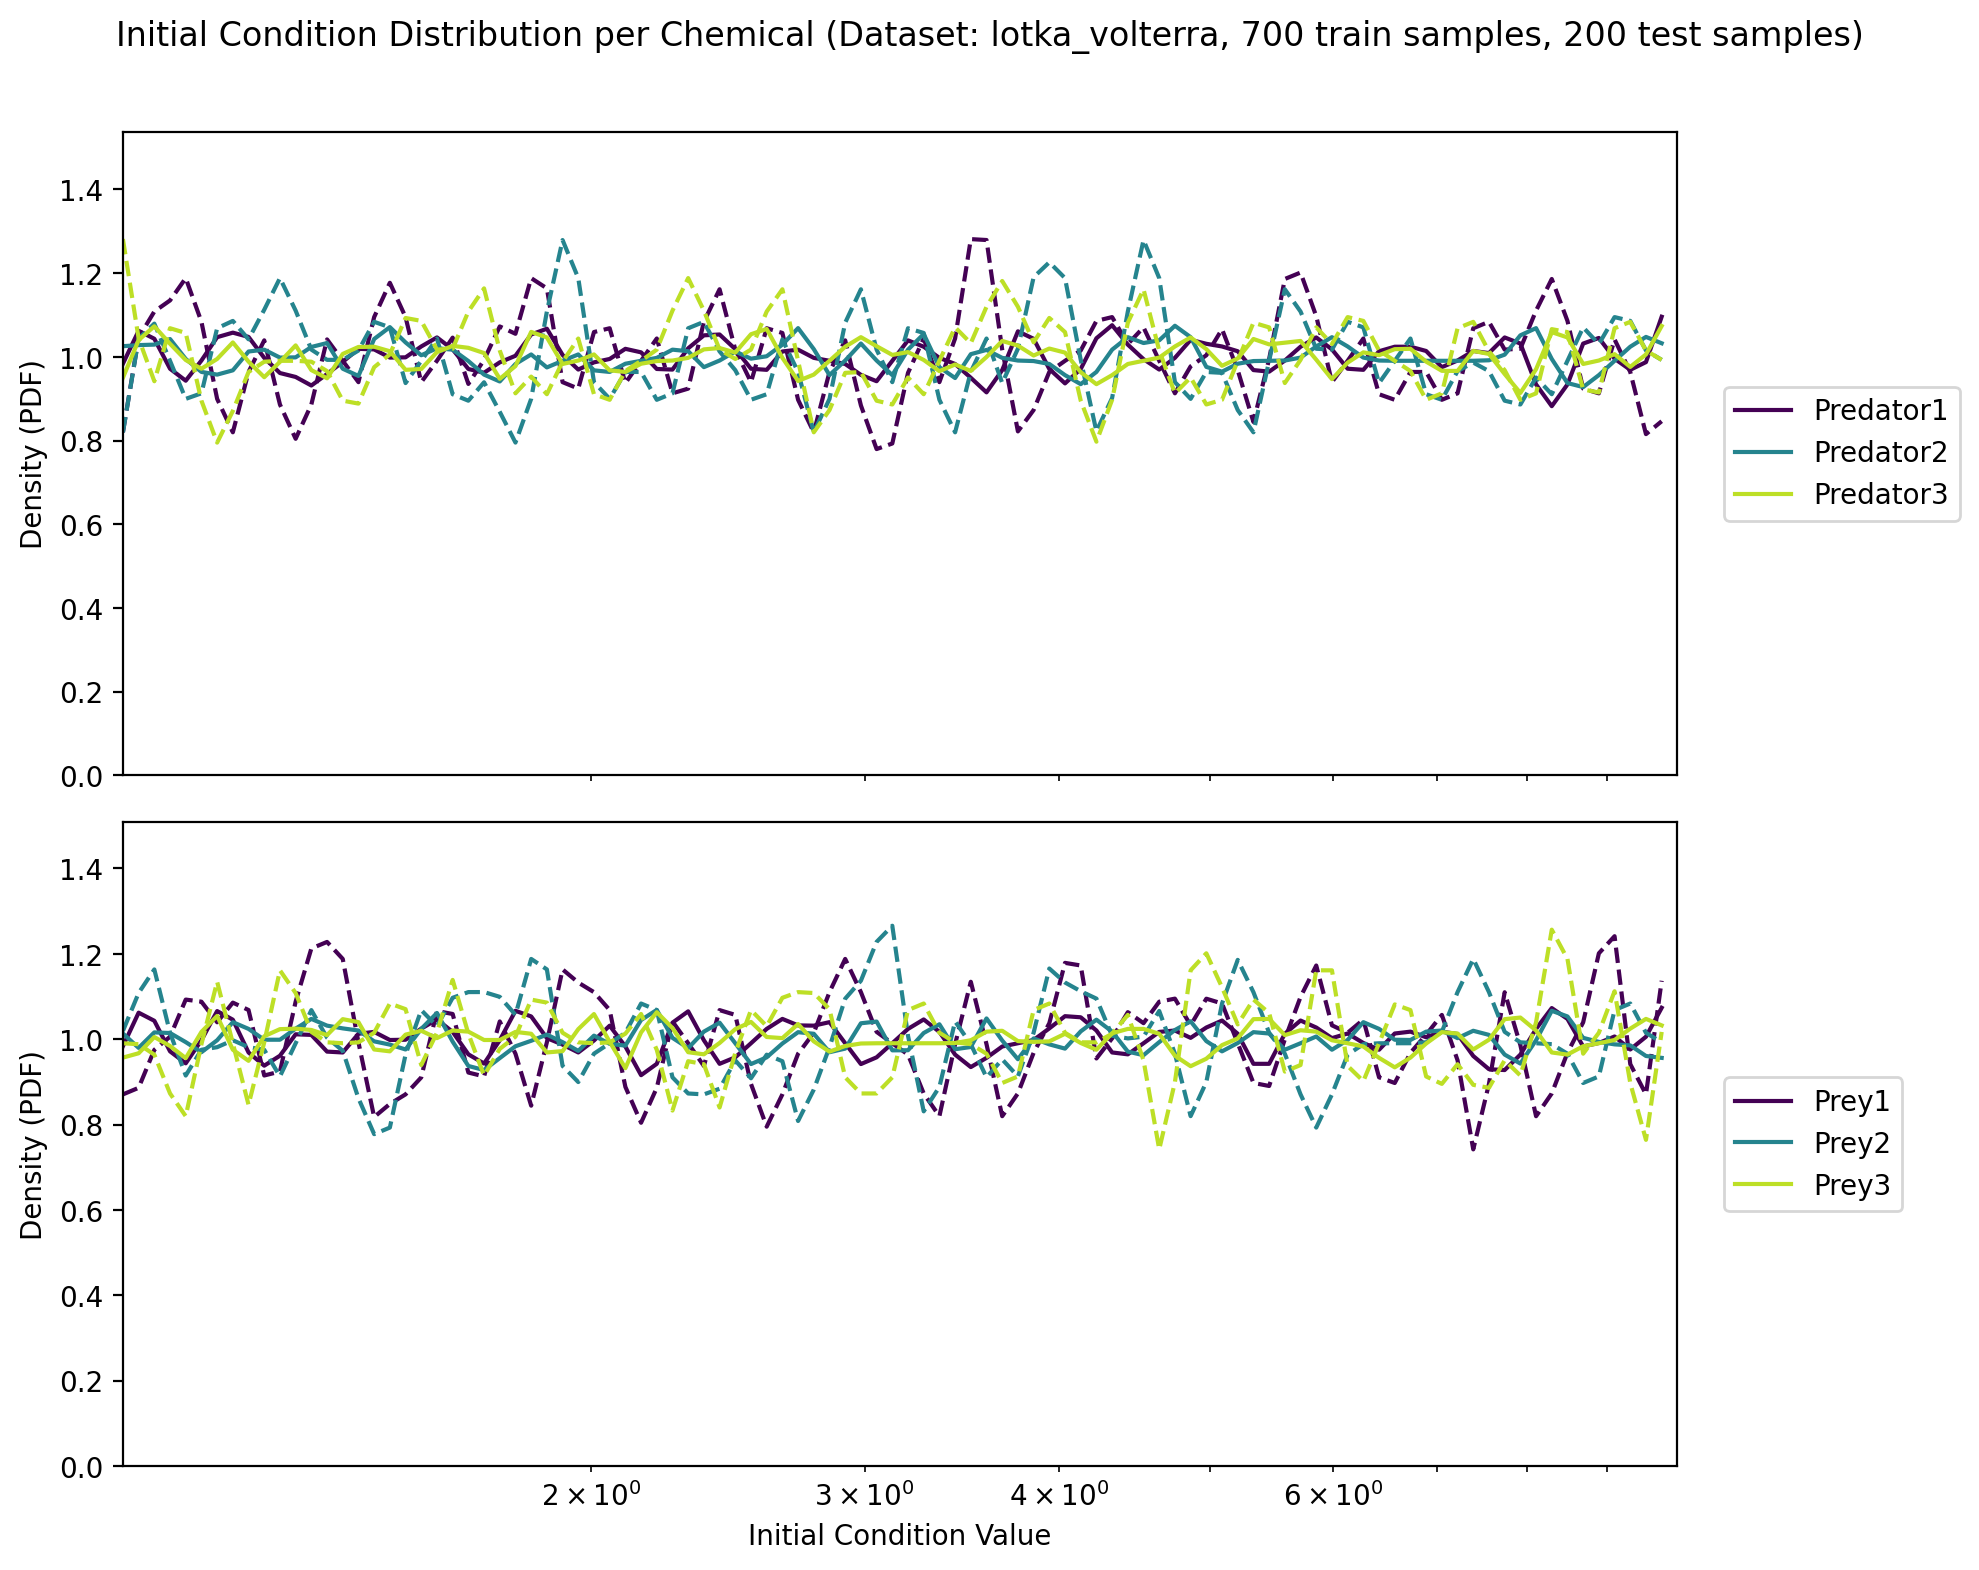 Initial Condition Distribution per Chemical (Dataset: lotka_volterra, 700 train samples, 200 test samples)
Density (PDF)
1.4
1.2
1.0
0.8
0.6
0.4
0.2
0.0
Predator1
Predator2
Predator3
Density (PDF)
1.4
1.2
1.0
0.8
0.6
0.4
0.2
0.0
Prey1
Prey2
Prey3
2 × 10⁰ 3 × 10⁰ 4 × 10⁰ 6 × 10⁰
Initial Condition Value